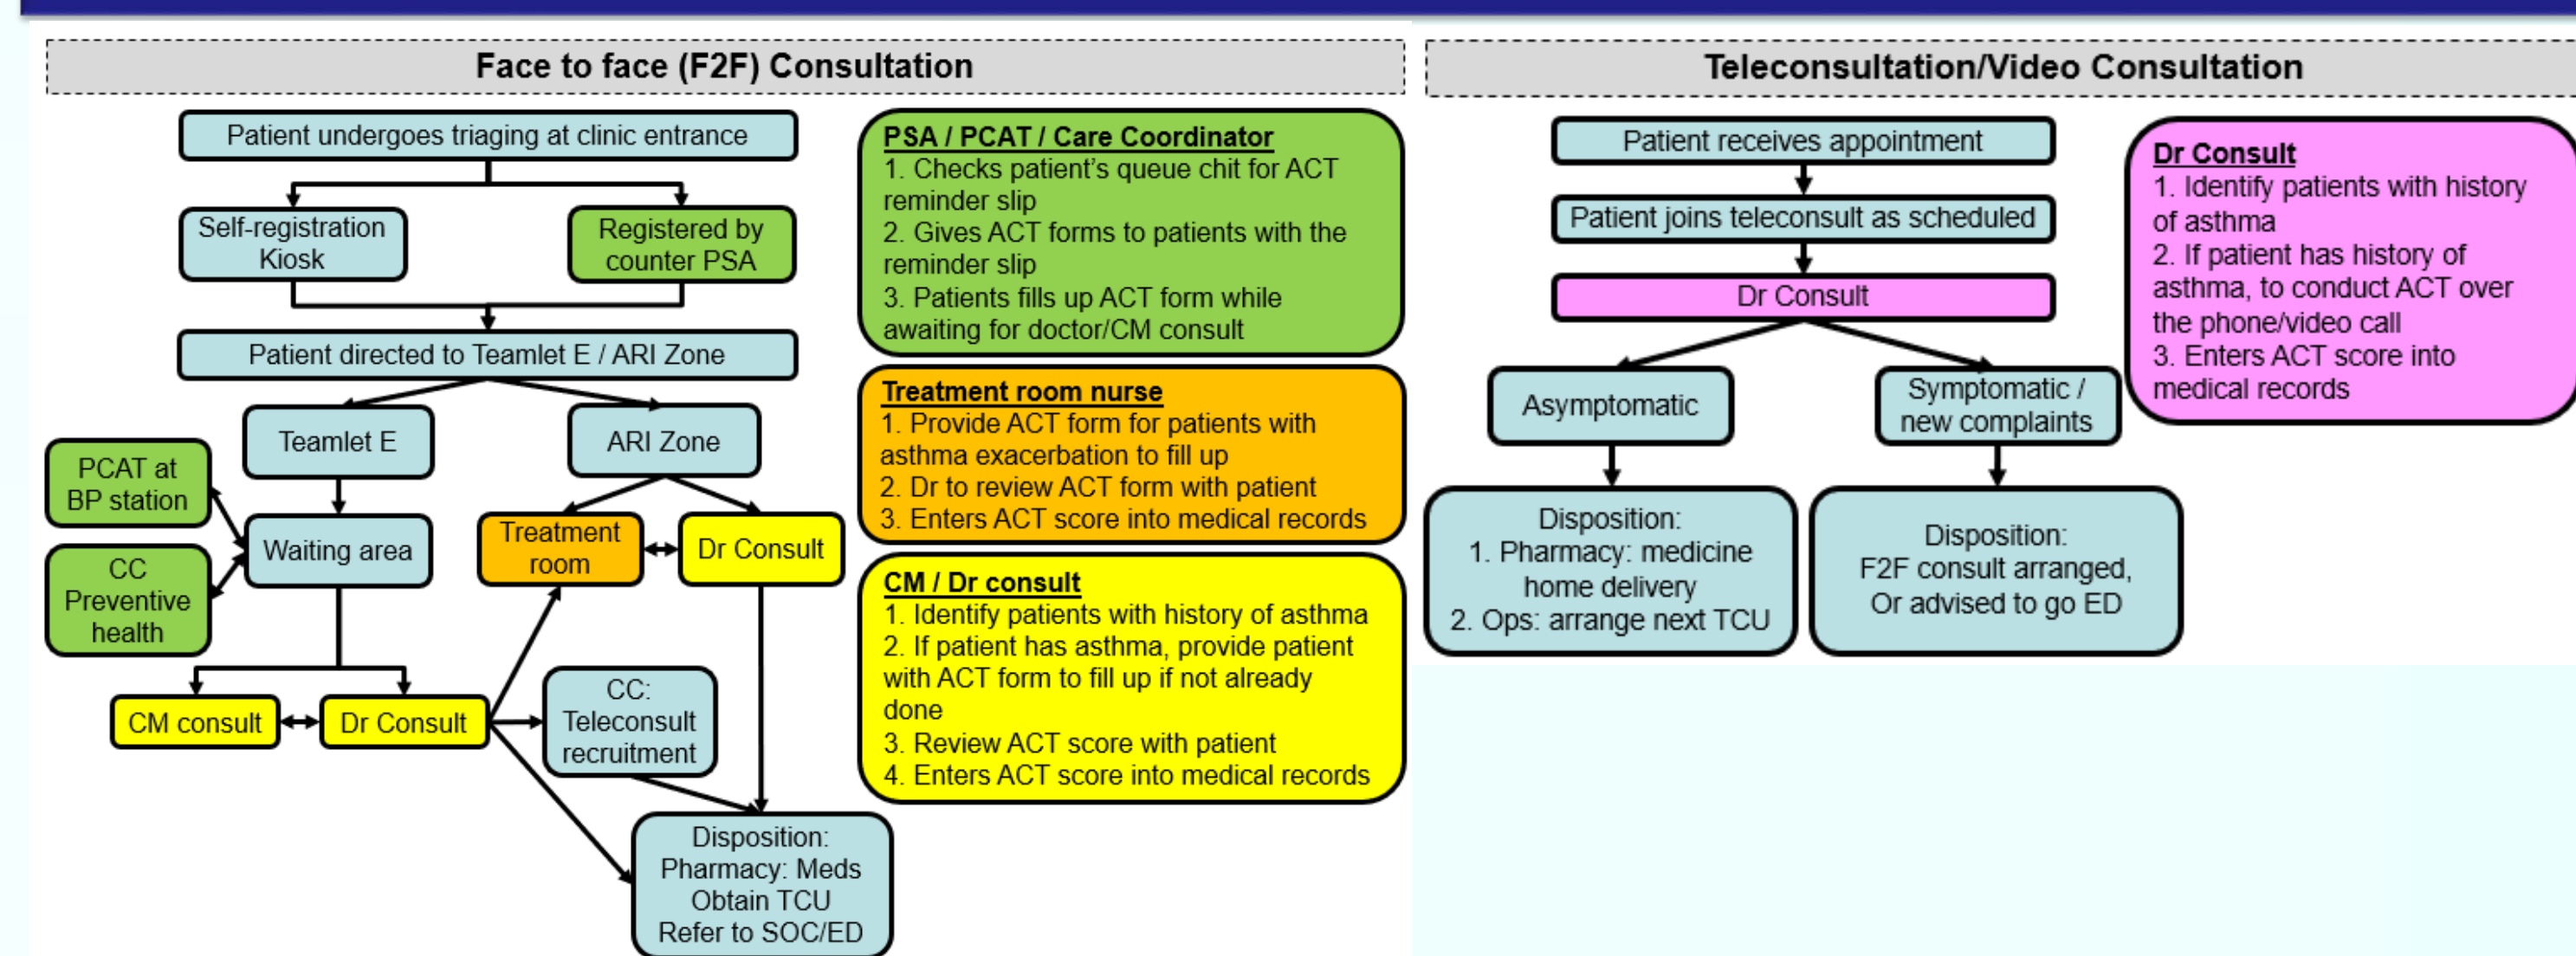 Face to face (F2F) Consultation
Patient undergoes triaging at clinic entrance
Self-registration
Kiosk
Registered by
counter PSA
Patient directed to Teamlet E / ARI Zone
Teamlet E
ARI Zone
PCAT at
BP station
CC
Preventive
health
Waiting area
Treatment
room
Dr Consult
CM consult
Dr Consult
CC:
Teleconsult
recruitment
Disposition:
Pharmacy: Meds
Obtain TCU
Refer to SOC/ED
PSA / PCAT / Care Coordinator
1. Checks patient's queue chit for ACT
reminder slip
2. Gives ACT forms to patients with the
reminder slip
3. Patients fills up ACT form while
awaiting for doctor/CM consult
Treatment room nurse
1. Provide ACT form for patients with
asthma exacerbation to fill up
2. Dr to review ACT form with patient
3. Enters ACT score into medical records
CM / Dr consult
1. Identify patients with history of asthma
2. If patient has asthma, provide patient
with ACT form to fill up if not already
done
3. Review ACT score with patient
4. Enters ACT score into medical records
Teleconsultation/Video Consultation
Patient receives appointment
Patient joins teleconsult as scheduled
Dr Consult
Asymptomatic
Symptomatic /
new complaints
Disposition:
1. Pharmacy: medicine
home delivery
2. Ops: arrange next TCU
Disposition:
F2F consult arranged,
Or advised to go ED
Dr Consult
1. Identify patients with history
of asthma
2. If patient has history of
asthma, to conduct ACT over
the phone/video call
3. Enters ACT score into
medical records